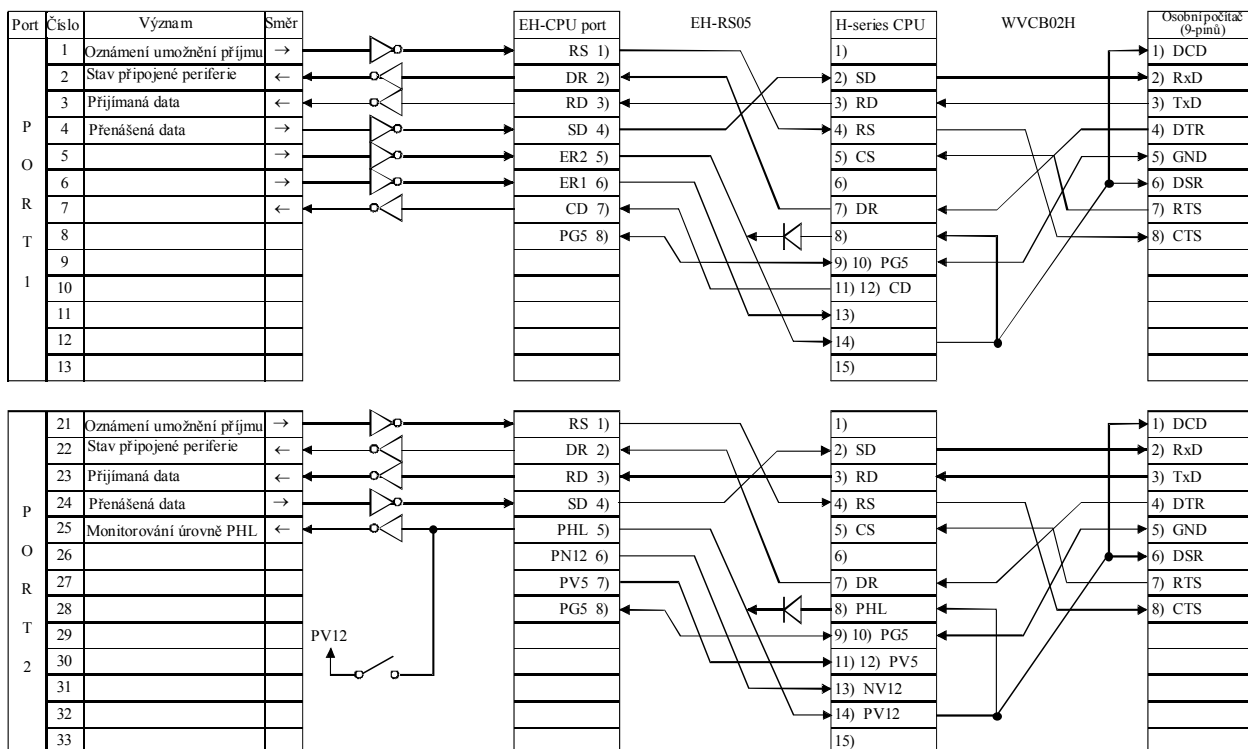 Port Číslo Význam Směr EH-CPU port EH-RS05 H-series CPU WVCB02H Osobní počítač
(9-pinů)
1 Oznámení umožnění příjmu → RS 1) 1) 1) DCD
2 Stav připojené periferie ← DR 2) 2) SD 2) RxD
3 Přijímaná data ← RD 3) 3) RD 3) TxD
P 4 Přenášená data → SD 4) 4) RS 4) DTR
O 5 → ER2 5) 5) CS 5) GND
6 → ER1 6) 6) 6) DSR
R 7 ← CD 7) 7) DR 7) RTS
T 8 PG5 8) 8) 8) CTS
9 9) 10) PG5
1 10 11) 12) CD
11 13)
12 14)
13 15)
21 Oznámení umožnění příjmu → RS 1) 1) 1) DCD
22 Stav připojené periferie ← DR 2) 2) SD 2) RxD
23 Přijímaná data ← RD 3) 3) RD 3) TxD
P 24 Přenášená data → SD 4) 4) RS 4) DTR
25 Monitorování úrovně PHL ← PHL 5) 5) CS 5) GND
O 26 PN12 6) 6) 6) DSR
R 27 PV5 7) 7) DR 7) RTS
28 PG5 8) 8) PHL 8) CTS
T 29 PV12 9) 10) PG5
2 30 11) 12) PV5
31 13) NV12
32 14) PV12
33 15)